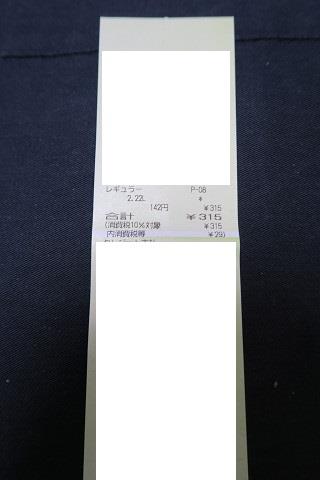 レギュラー P-08
2.22L *
142円 ¥315
合計 ¥315
(消費税10%対象 ¥315
内消費税等 ¥29)